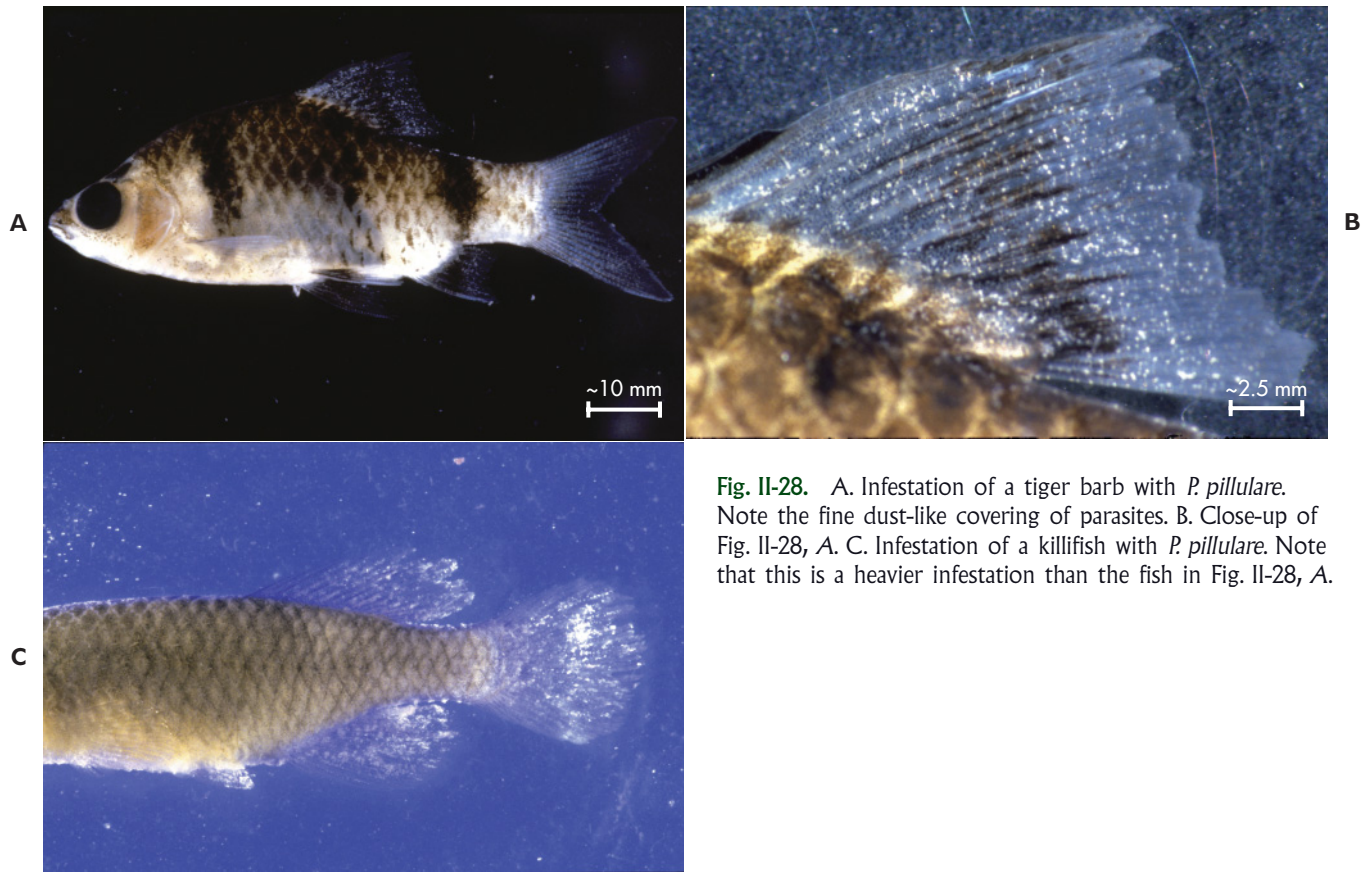 A
~10 mm
~2.5 mm
B
C
Fig. II-28. A. Infestation of a tiger barb with P. pillulare.
Note the fine dust-like covering of parasites. B. Close-up of
Fig. II-28, A. C. Infestation of a killifish with P. pillulare. Note
that this is a heavier infestation than the fish in Fig. II-28, A.